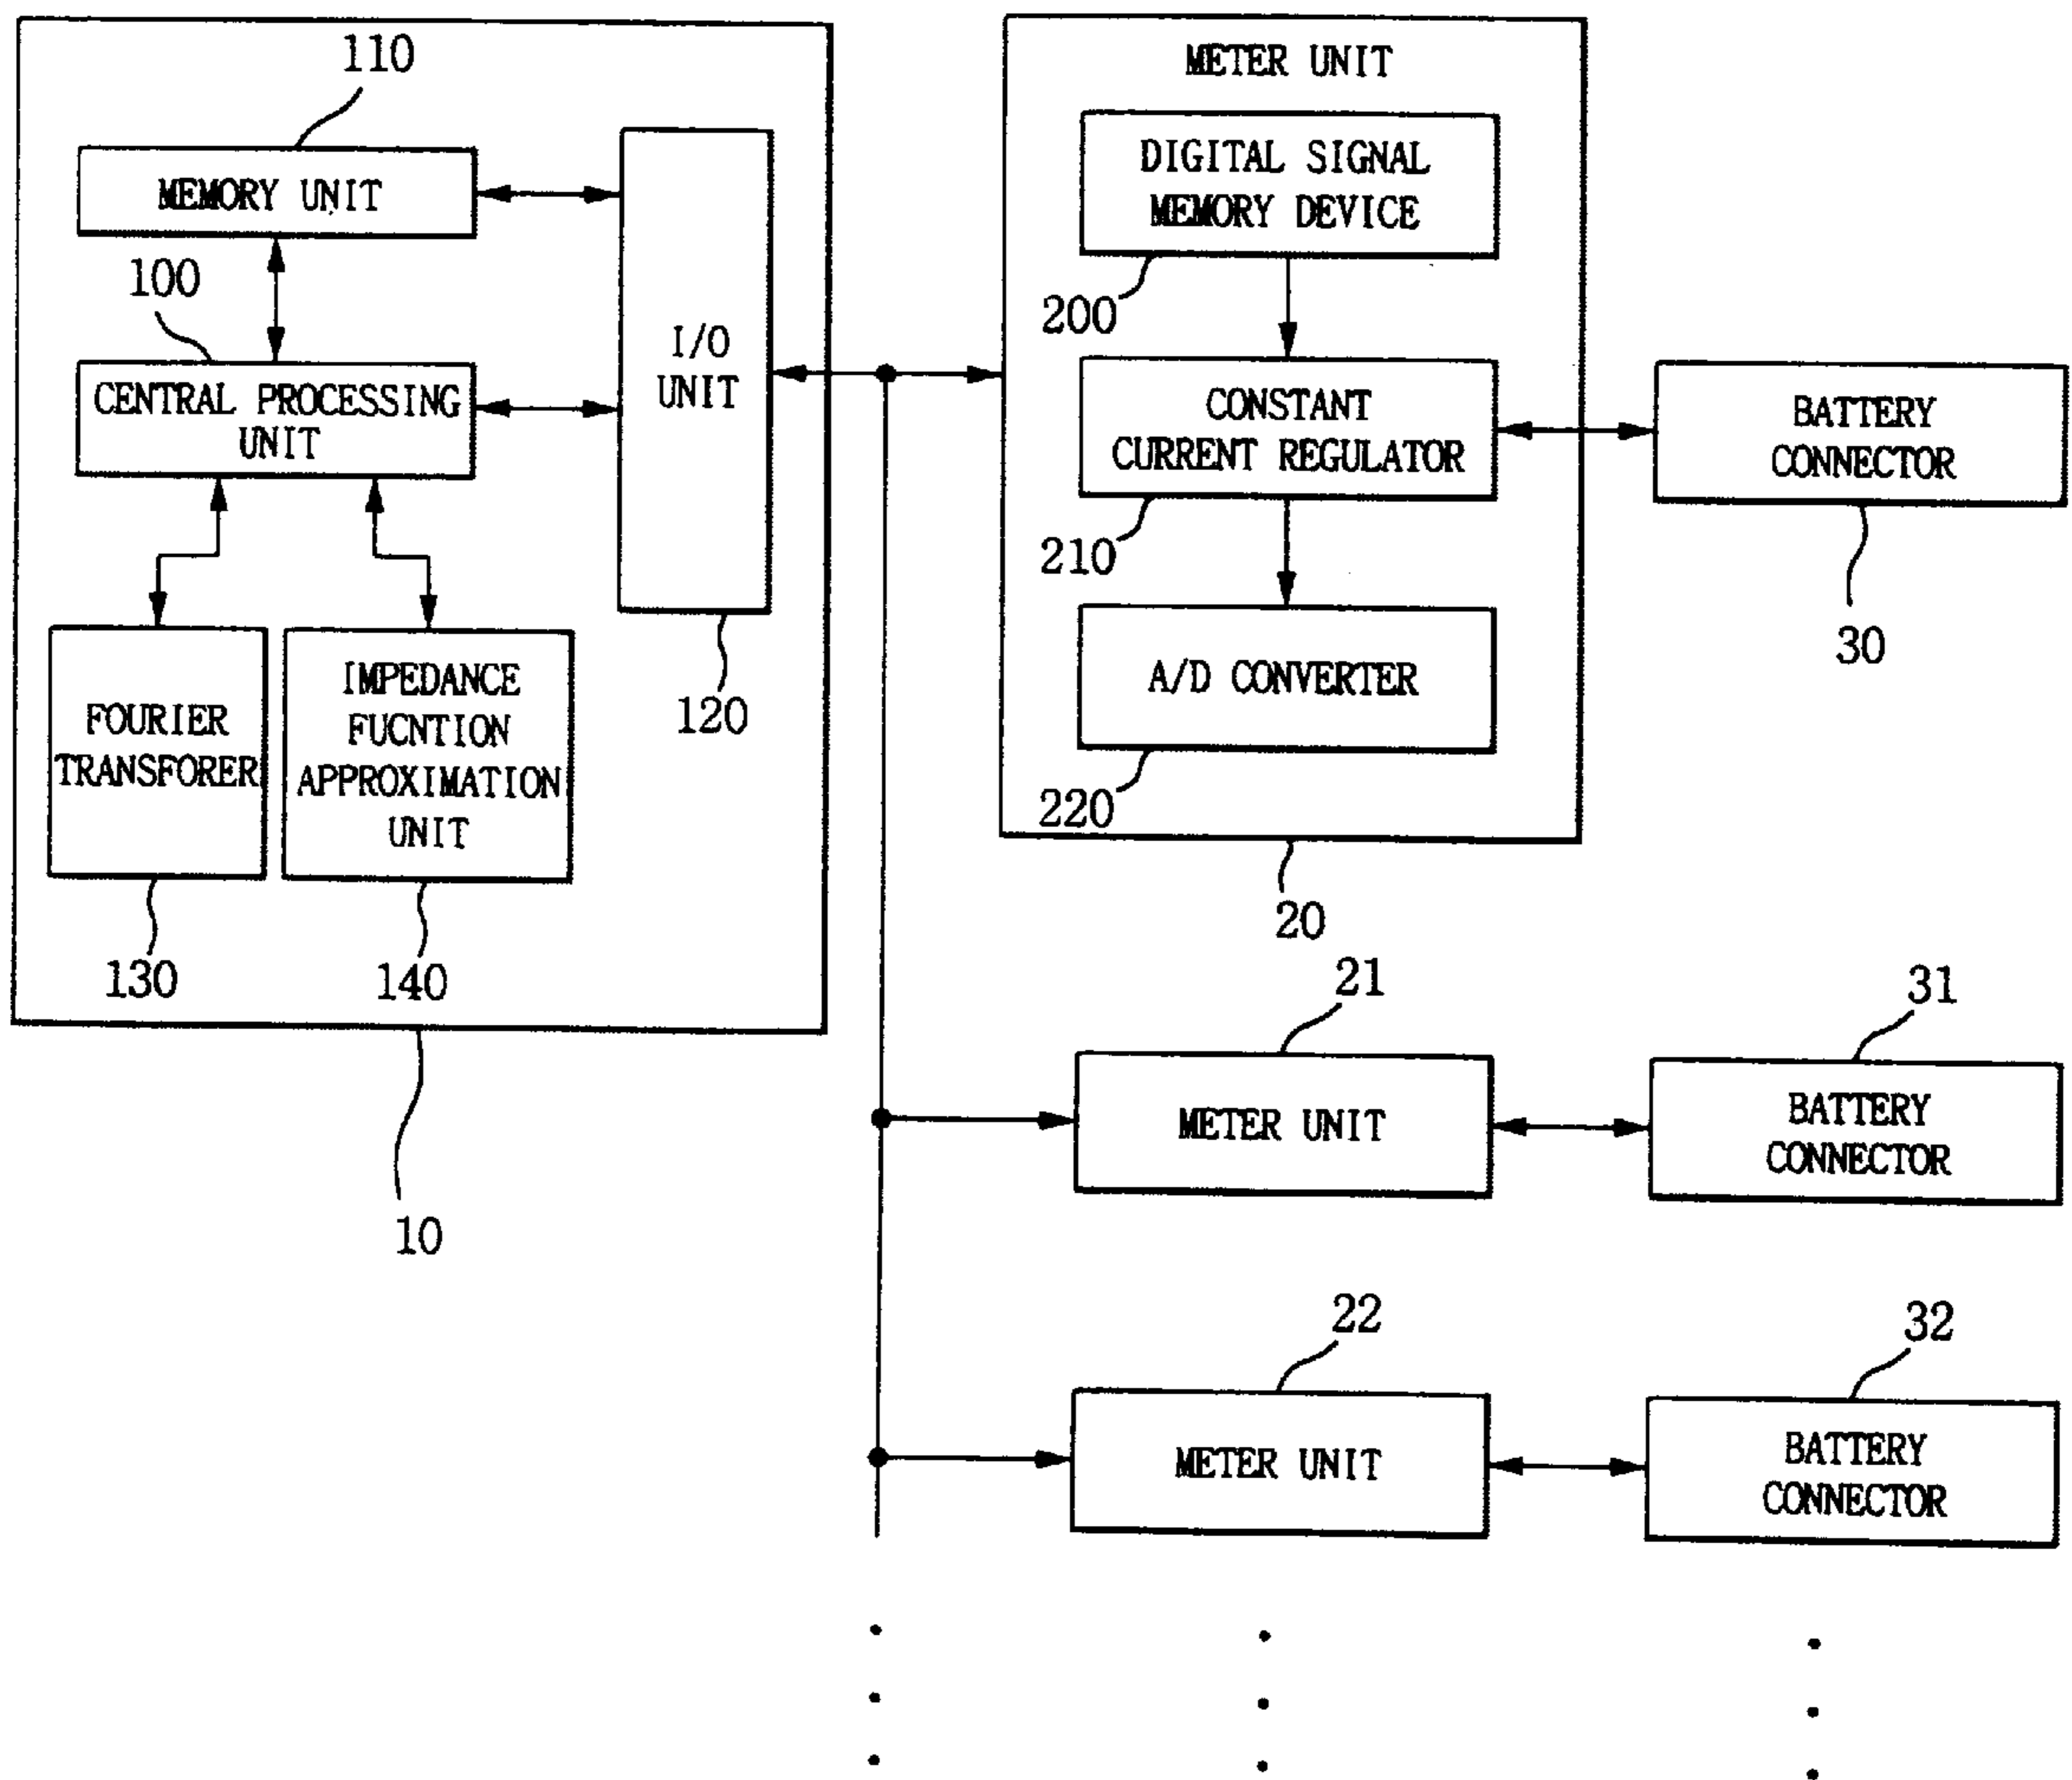 110
MEMORY UNIT
100
CENTRAL PROCESSING
UNIT
I/O
UNIT
120
FOURIER
TRANSFORER
130
IMPEDANCE
FUCNTION
APPROXIMATION
UNIT
140
10
METER UNIT
DIGITAL SIGNAL
MEMORY DEVICE
200
CONSTANT
CURRENT REGULATOR
210
A/D CONVERTER
220
20
BATTERY
CONNECTOR
30
21
METER UNIT
31
BATTERY
CONNECTOR
22
METER UNIT
32
BATTERY
CONNECTOR